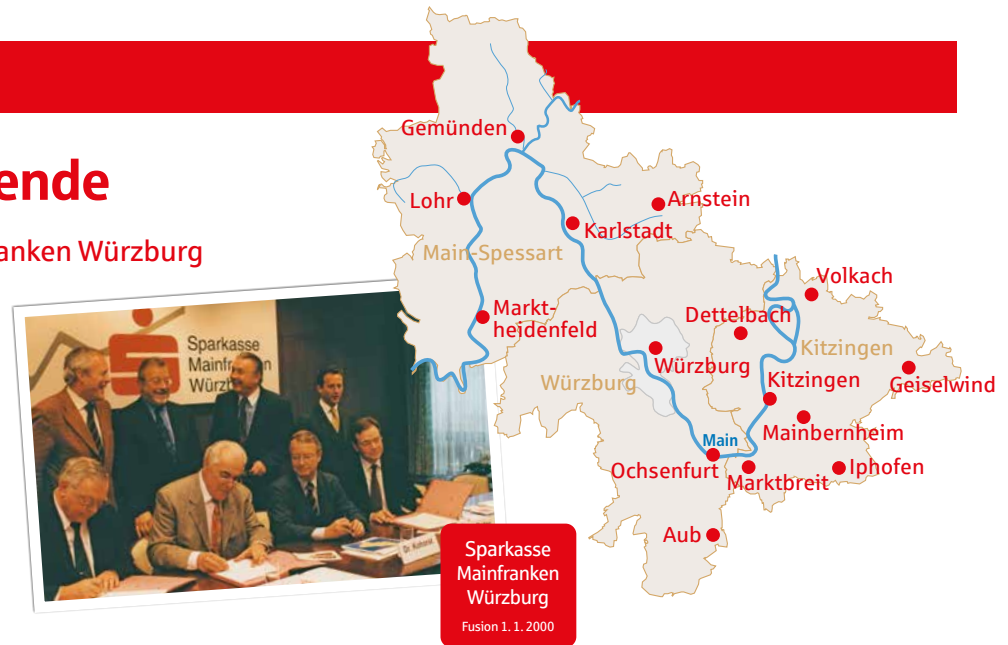 ende
anken Würzburg
Sparkasse
Mainfranken
Würzburg
Gemünden
Lohr
Arnstein
Karlstadt
Main-Spessart
Volkach
Markt-
heidenfeld
Dettelbach
Kitzingen
Würzburg
Würzburg
Kitzingen
Geiselwind
Mainbernheim
Main
Ochsenfurt
Marktbreit
Iphofen
Aub
Sparkasse
Mainfranken
Würzburg
Fusion 1. 1. 2000